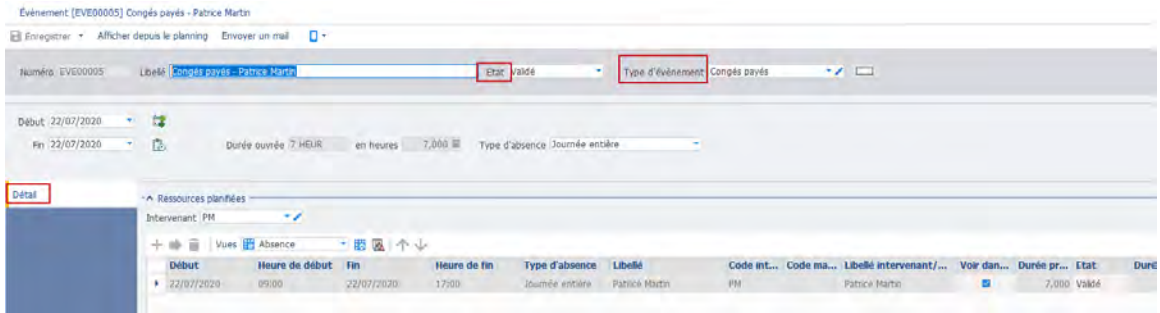 Évènement [EVE00005] Congés payés - Patrice Martin
Enregistrer Afficher depuis le planning Envoyer un mail
Numéro EVE00005 Libellé Congés payés - Patrice Martin Etat Validé Type d'évènement Congés payés
Début 22/07/2020
Fin 22/07/2020 Durée ouvrée 7 HEUR en heures 7,000 Type d'absence Journée entière
Détail
Ressources planifiées
Intervenant PM
Vues Absence
Début Heure de début Fin Heure de fin Type d'absence Libellé Code int... Code ma... Libellé intervenant/... Voir dan... Durée pr... Etat Duré
22/07/2020 09:00 22/07/2020 17:00 Journée entière Patrice Martin PM Patrice Martin 7,000 Validé